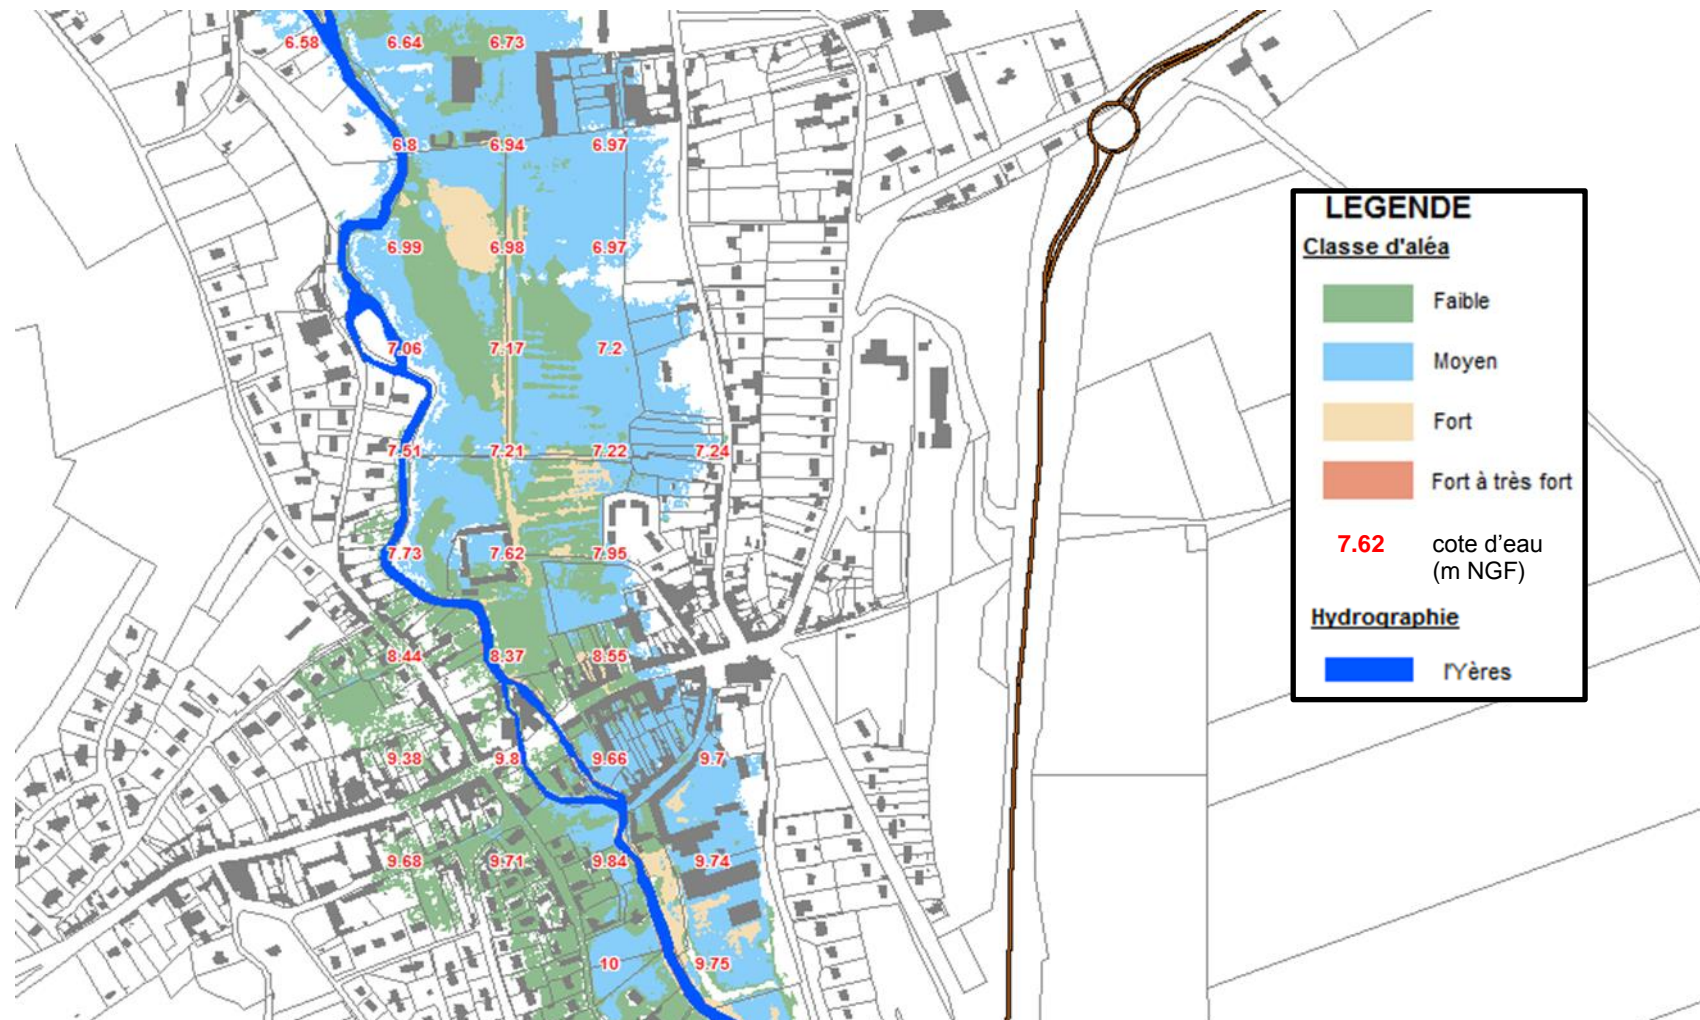 6.58 6.64 6.73
6.8 6.94 6.97
6.99 6.98 6.97
7.06 7.17 7.2
7.51 7.21 7.22 7.24
7.73 7.62 7.95
8.44 8.37 8.55
9.38 9.8 9.66 9.7
9.68 9.71 9.84 9.74
10 9.75
LEGENDE
Classe d'aléa
Faible
Moyen
Fort
Fort à très fort
7.62 cote d'eau
(m NGF)
Hydrographie
l'Yères